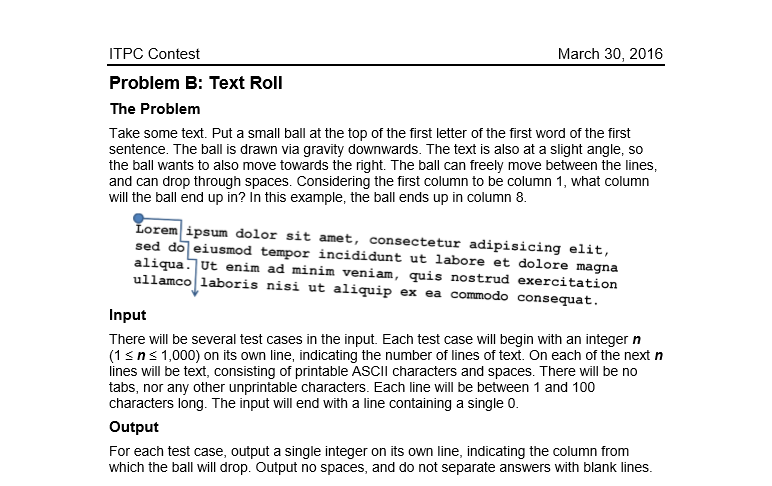 ITPC Contest March 30, 2016
Problem B: Text Roll
The Problem
Take some text. Put a small ball at the top of the first letter of the first word of the first
sentence. The ball is drawn via gravity downwards. The text is also at a slight angle, so
the ball wants to also move towards the right. The ball can freely move between the lines,
and can drop through spaces. Considering the first column to be column 1, what column
will the ball end up in? In this example, the ball ends up in column 8.
Lorem ipsum dolor sit amet, consectetur adipisicing elit,
sed do eiusmod tempor incididunt ut labore et dolore magna
aliqua. Ut enim ad minim veniam, quis nostrud exercitation
ullamco laboris nisi ut aliquip ex ea commodo consequat.
Input
There will be several test cases in the input. Each test case will begin with an integer n
(1 ≤ n ≤ 1,000) on its own line, indicating the number of lines of text. On each of the next n
lines will be text, consisting of printable ASCII characters and spaces. There will be no
tabs, nor any other unprintable characters. Each line will be between 1 and 100
characters long. The input will end with a line containing a single 0.
Output
For each test case, output a single integer on its own line, indicating the column from
which the ball will drop. Output no spaces, and do not separate answers with blank lines.